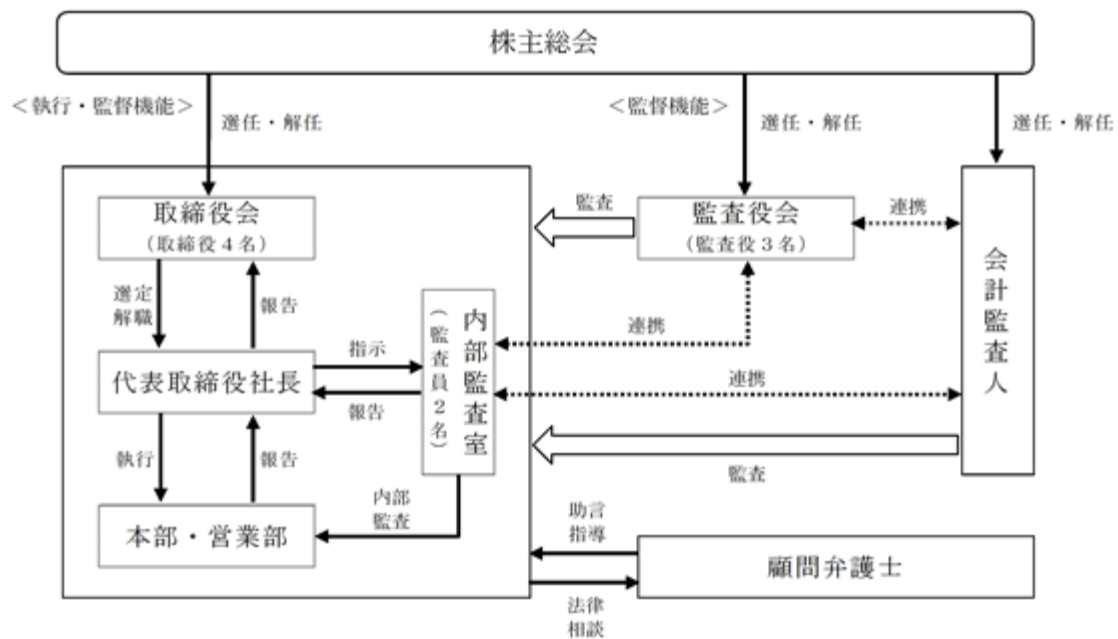 株主総会
＜執行・監督機能＞
選任・解任
＜監督機能＞
選任・解任
選任・解任
取締役会
（取締役４名）
監査
監査役会
（監査役３名）
連携
会計監査人
選定
解職
報告
連携
内部監査室
（監査員２名）
指示
報告
代表取締役社長
連携
執行
報告
監査
内部
監査
本部・営業部
助言
指導
顧問弁護士
法律
相談